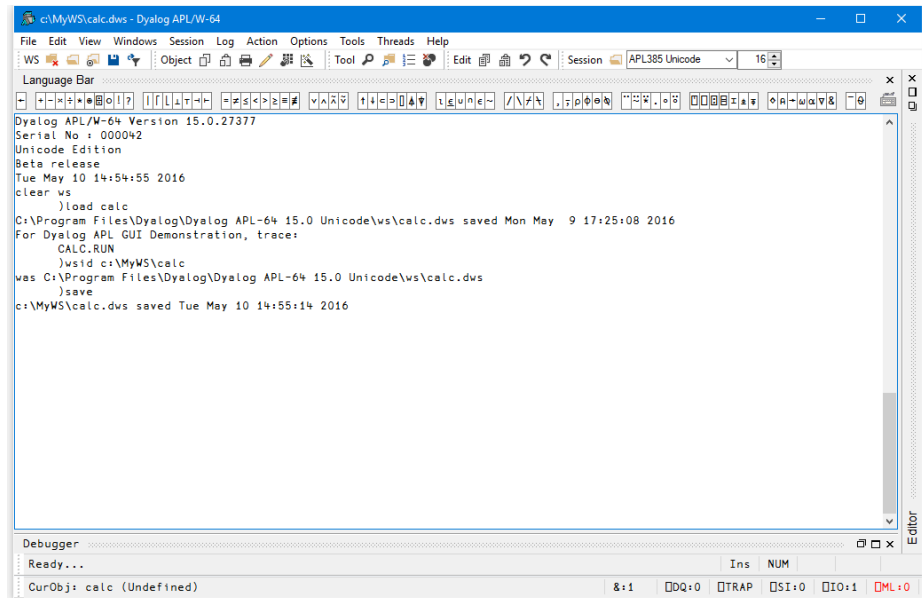 c:\MyWS\calc.dws - Dyalog APL/W-64
File Edit View Windows Session Log Action Options Tools Threads Help
WS Object Tool Edit Session APL385 Unicode 16
Language Bar
← + - × ÷ * ⍟ ⌹ ○ ! ? | ⌈ ⌊ ⊥ ⊤ ⊣ ⊢ = ≠ ≤ < > ≥ ≡ ≢ ∨ ∧ ⍲ ⍱ ↑ ↓ ⊂ ⊃ ⌷ ⍋ ⍒ ⍳ ⍷ ∪ ∩ ∊ ~ / \ ⌿ ⍀ , ⍪ ⍴ ⌽ ⊖ ⍉ ¨ ⍨ ⍣ . ∘ ⍤ ⍞ ⎕ ⍠ ⌸ ⌶ ⍎ ⍕ ⋄ ⍝ → ⍵ ⍺ ∇ & ¯ ⍬
Dyalog APL/W-64 Version 15.0.27377
Serial No : 000042
Unicode Edition
Beta release
Tue May 10 14:54:55 2016
clear ws
      )load calc
C:\Program Files\Dyalog\Dyalog APL-64 15.0 Unicode\ws\calc.dws saved Mon May  9 17:25:08 2016
For Dyalog APL GUI Demonstration, trace:
      CALC.RUN
      )wsid c:\MyWS\calc
was C:\Program Files\Dyalog\Dyalog APL-64 15.0 Unicode\ws\calc.dws
      )save
c:\MyWS\calc.dws saved Tue May 10 14:55:14 2016
Editor
Debugger
Ready... Ins NUM
CurObj: calc (Undefined) &:1 ⎕DQ:0 ⎕TRAP ⎕SI:0 ⎕IO:1 ⎕ML:0